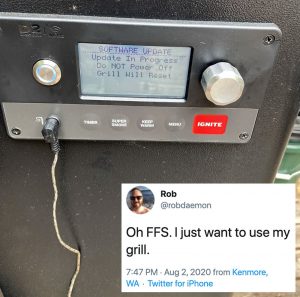 SOFTWARE UPDATE
Update In Progress
Do NOT Power Off
Grill Will Reset
TIMER
SUPER
SMOKE
KEEP
WARM
MENU
IGNITE
Rob
@robdaemon
Oh FFS. I just want to use my
grill.
7:47 PM · Aug 2, 2020 from Kenmore,
WA · Twitter for iPhone